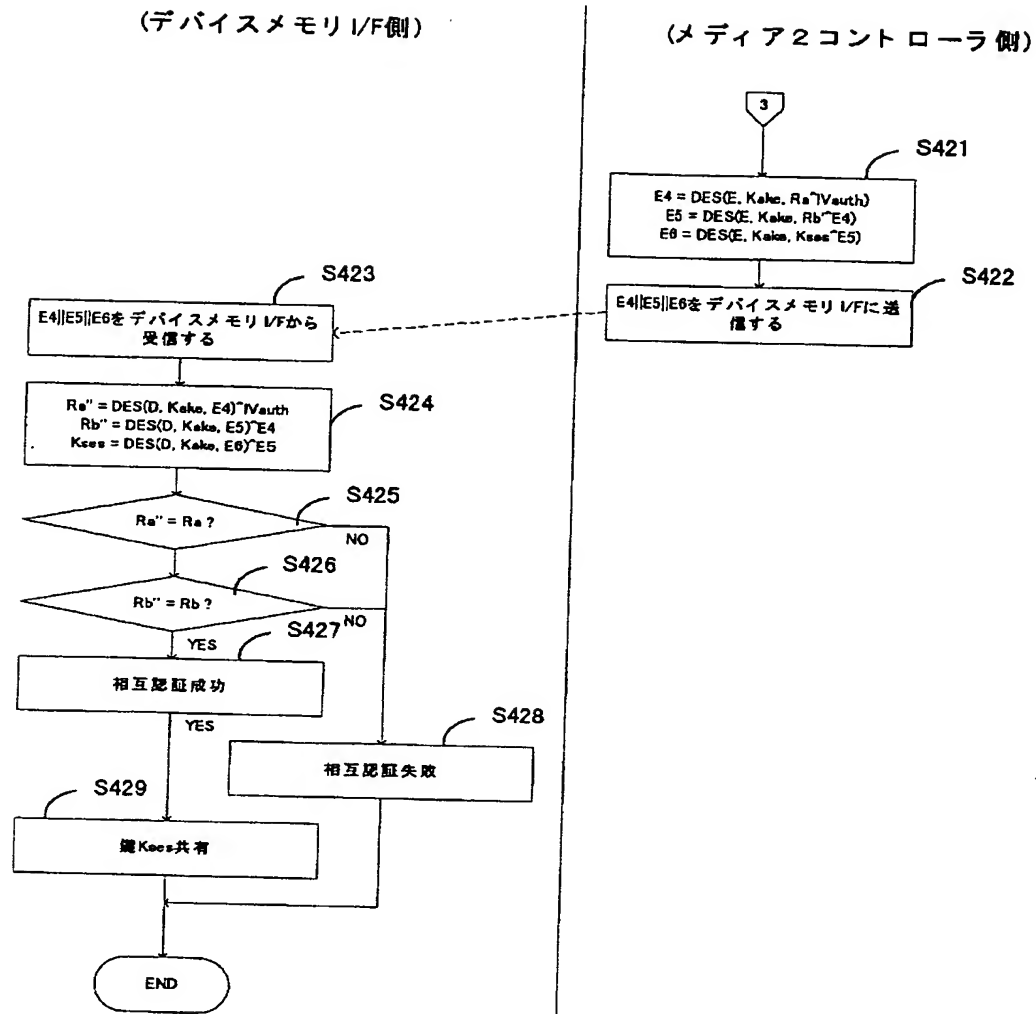 (デバイスメモリI/F側)
(メディア2コントローラ側)
3
S421
E4 = DES(E, Kake, Ra^IVauth)
E5 = DES(E, Kake, Rb'^E4)
E6 = DES(E, Kake, Kses^E5)
S422
E4||E5||E6をデバイスメモリI/Fに送
信する
S423
E4||E5||E6をデバイスメモリI/Fから
受信する
S424
Ra" = DES(D, Kake, E4)^IVauth
Rb" = DES(D, Kake, E5)^E4
Kses = DES(D, Kake, E6)^E5
S425
Ra" = Ra ?
NO
S426
Rb" = Rb ?
NO
YES
S427
相互認証成功
YES
S428
相互認証失敗
S429
鍵Kses共有
END